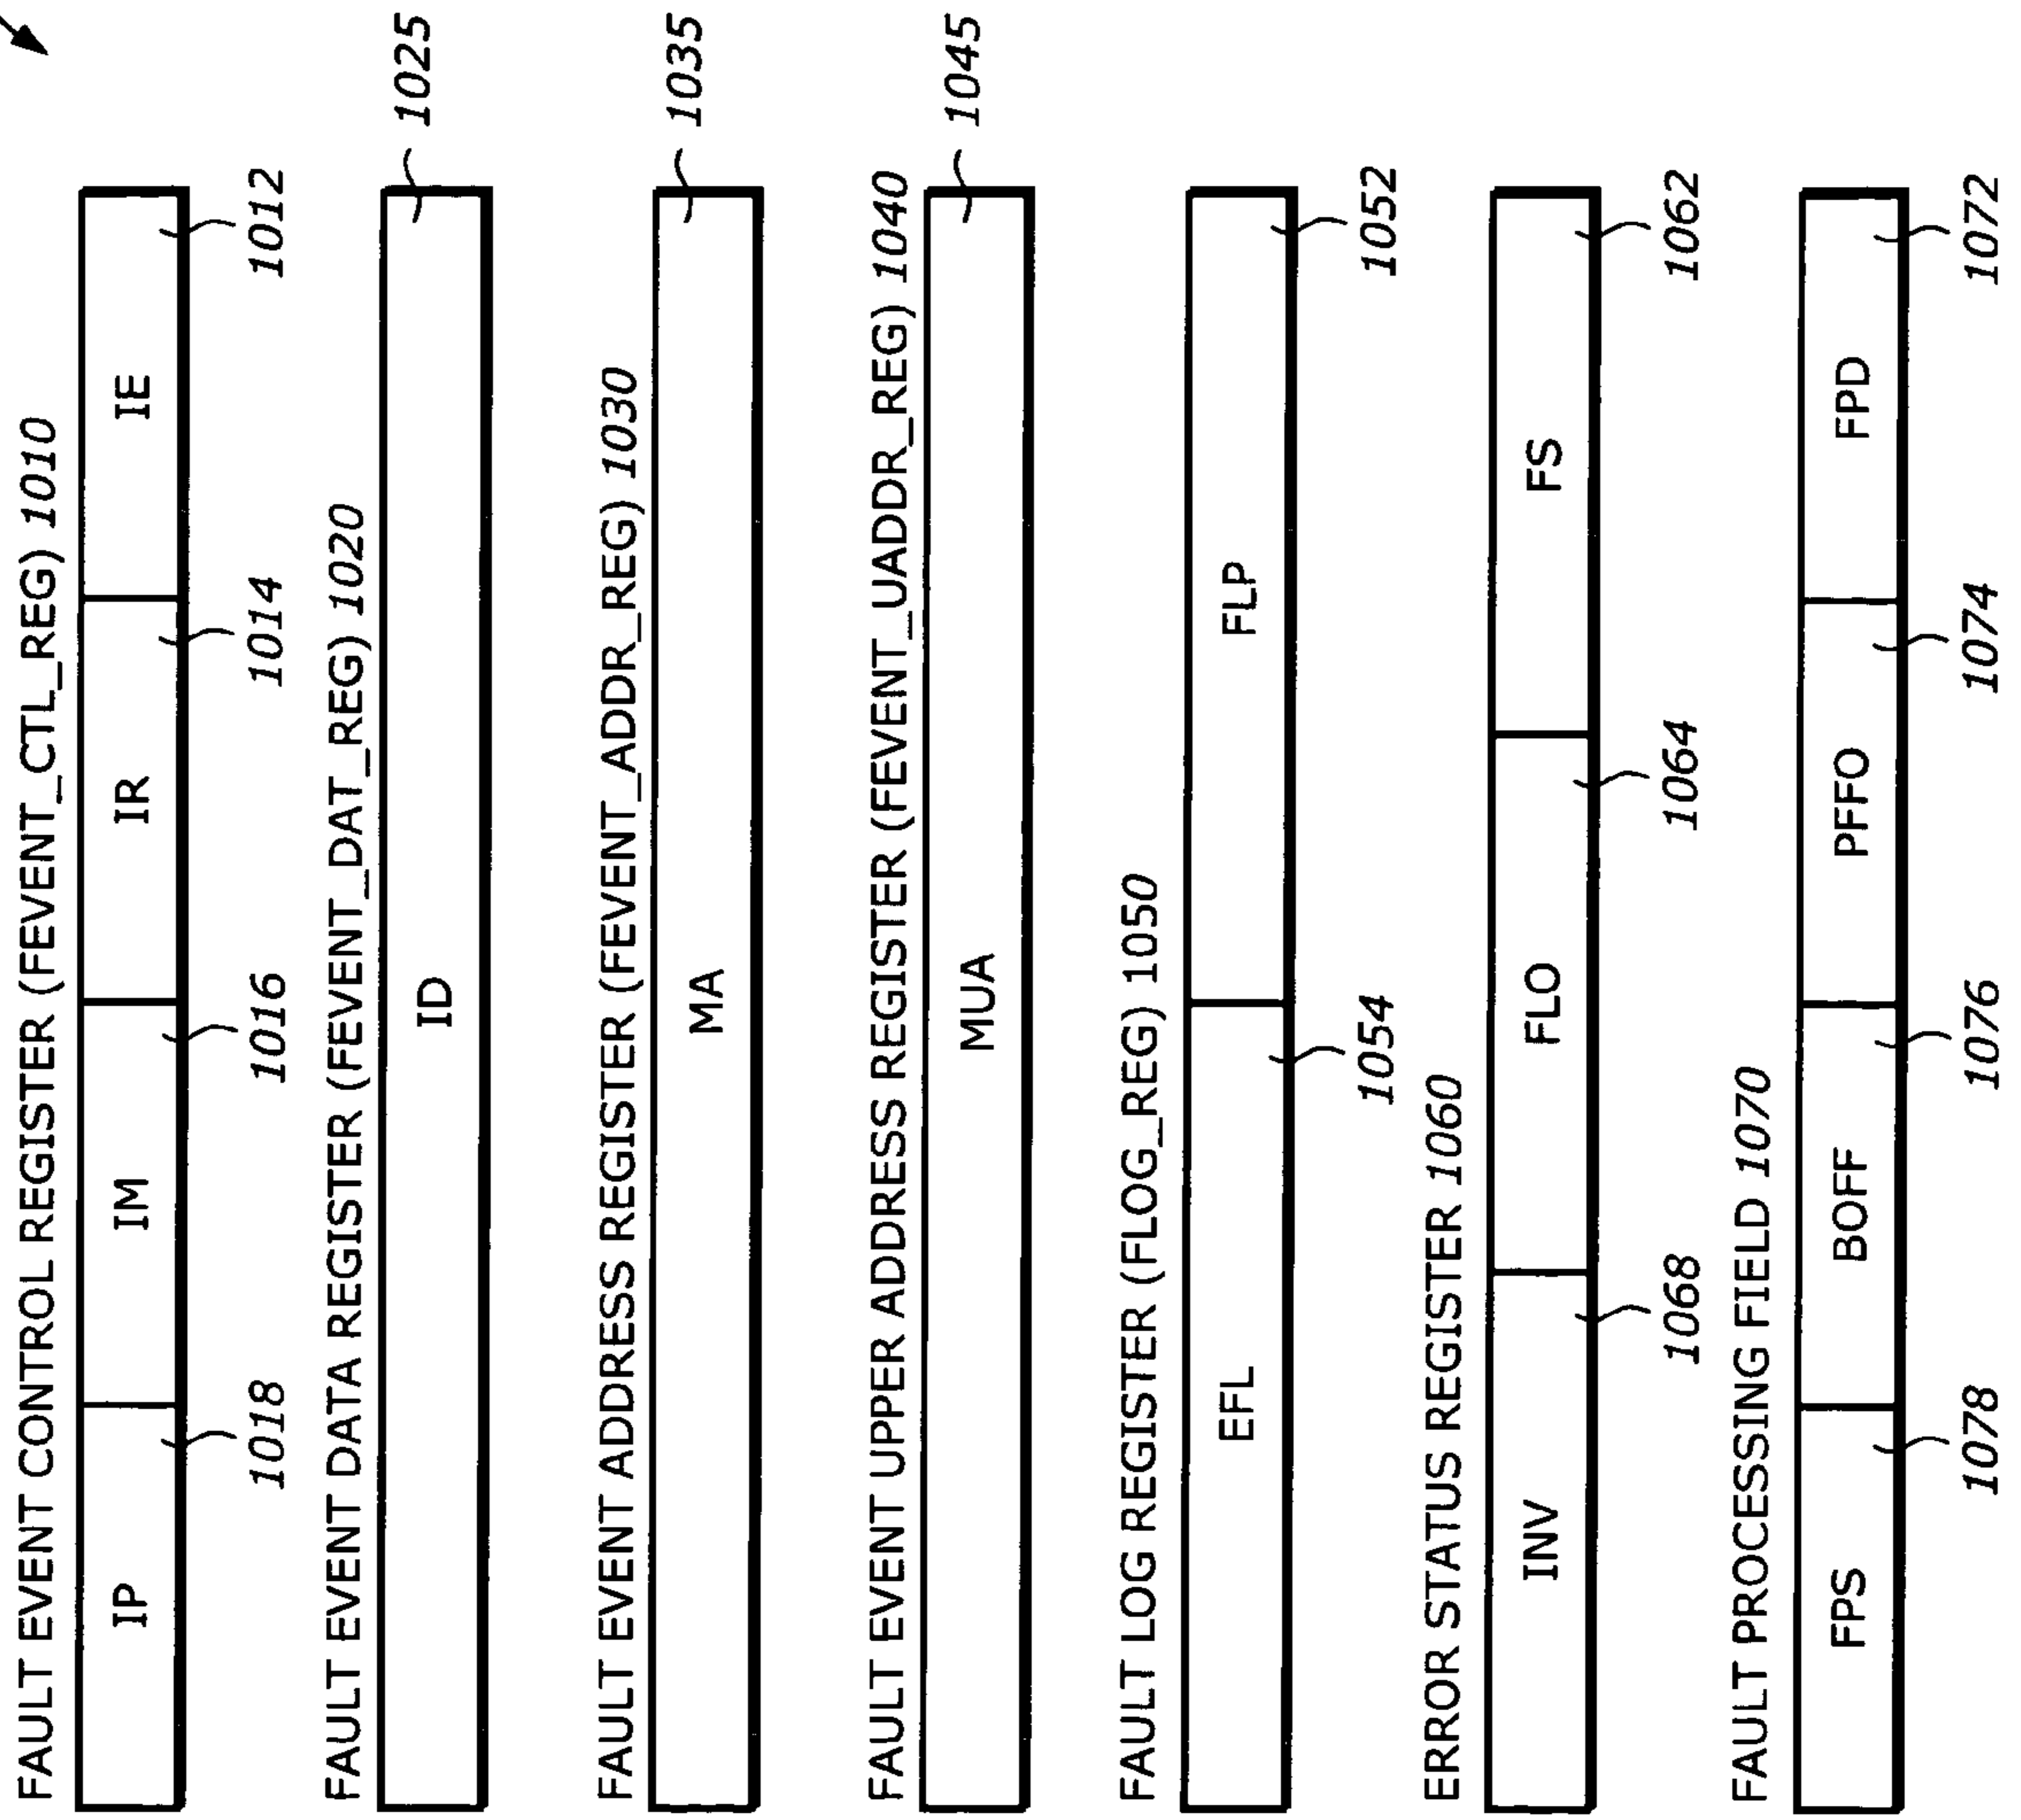 FAULT EVENT CONTROL REGISTER (FEVENT_CTL_REG) 1010
IP IM IR IE
1018 1016 1014 1012
FAULT EVENT DATA REGISTER (FEVENT_DAT_REG) 1020
ID 1025
FAULT EVENT ADDRESS REGISTER (FEVENT_ADDR_REG) 1030
MA 1035
FAULT EVENT UPPER ADDRESS REGISTER (FEVENT_UADDR_REG) 1040
MUA 1045
FAULT LOG REGISTER (FLOG_REG) 1050
EFL FLP
1054 1052
ERROR STATUS REGISTER 1060
INV FLO FS
1068 1064 1062
FAULT PROCESSING FIELD 1070
FPS BOFF PFFO FPD
1078 1076 1074 1072